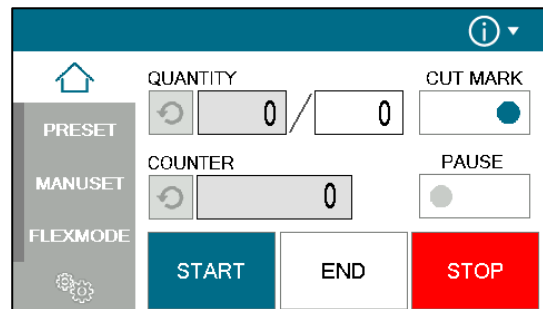 QUANTITY
CUT MARK
0 / 0
PRESET
COUNTER
PAUSE
MANUSET
0
FLEXMODE
START
END
STOP